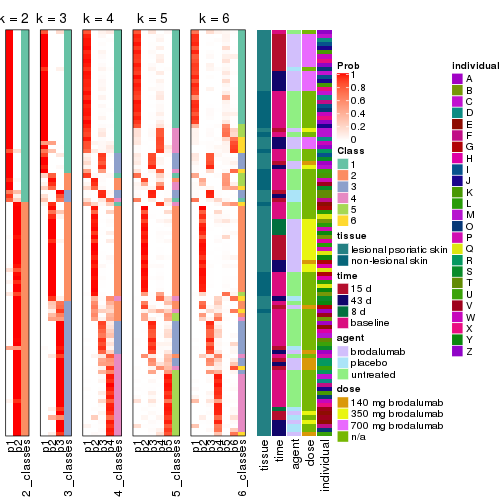 k = 2 k = 3 k = 4 k = 5 k = 6
Prob
1
0.8
0.6
0.4
0.2
0
Class
1
2
3
4
5
6
tissue
lesional psoriatic skin
non-lesional skin
time
15 d
43 d
8 d
baseline
agent
brodalumab
placebo
untreated
dose
140 mg brodalumab
350 mg brodalumab
700 mg brodalumab
n/a
individual
A
B
C
D
E
F
G
H
I
J
K
L
M
O
P
Q
R
S
T
U
V
W
X
Y
Z
p1
p2
2_classes
p1
p2
p3
3_classes
p1
p2
p3
p4
4_classes
p1
p2
p3
p4
p5
5_classes
p1
p2
p3
p4
p5
p6
6_classes
tissue
time
agent
dose
individual